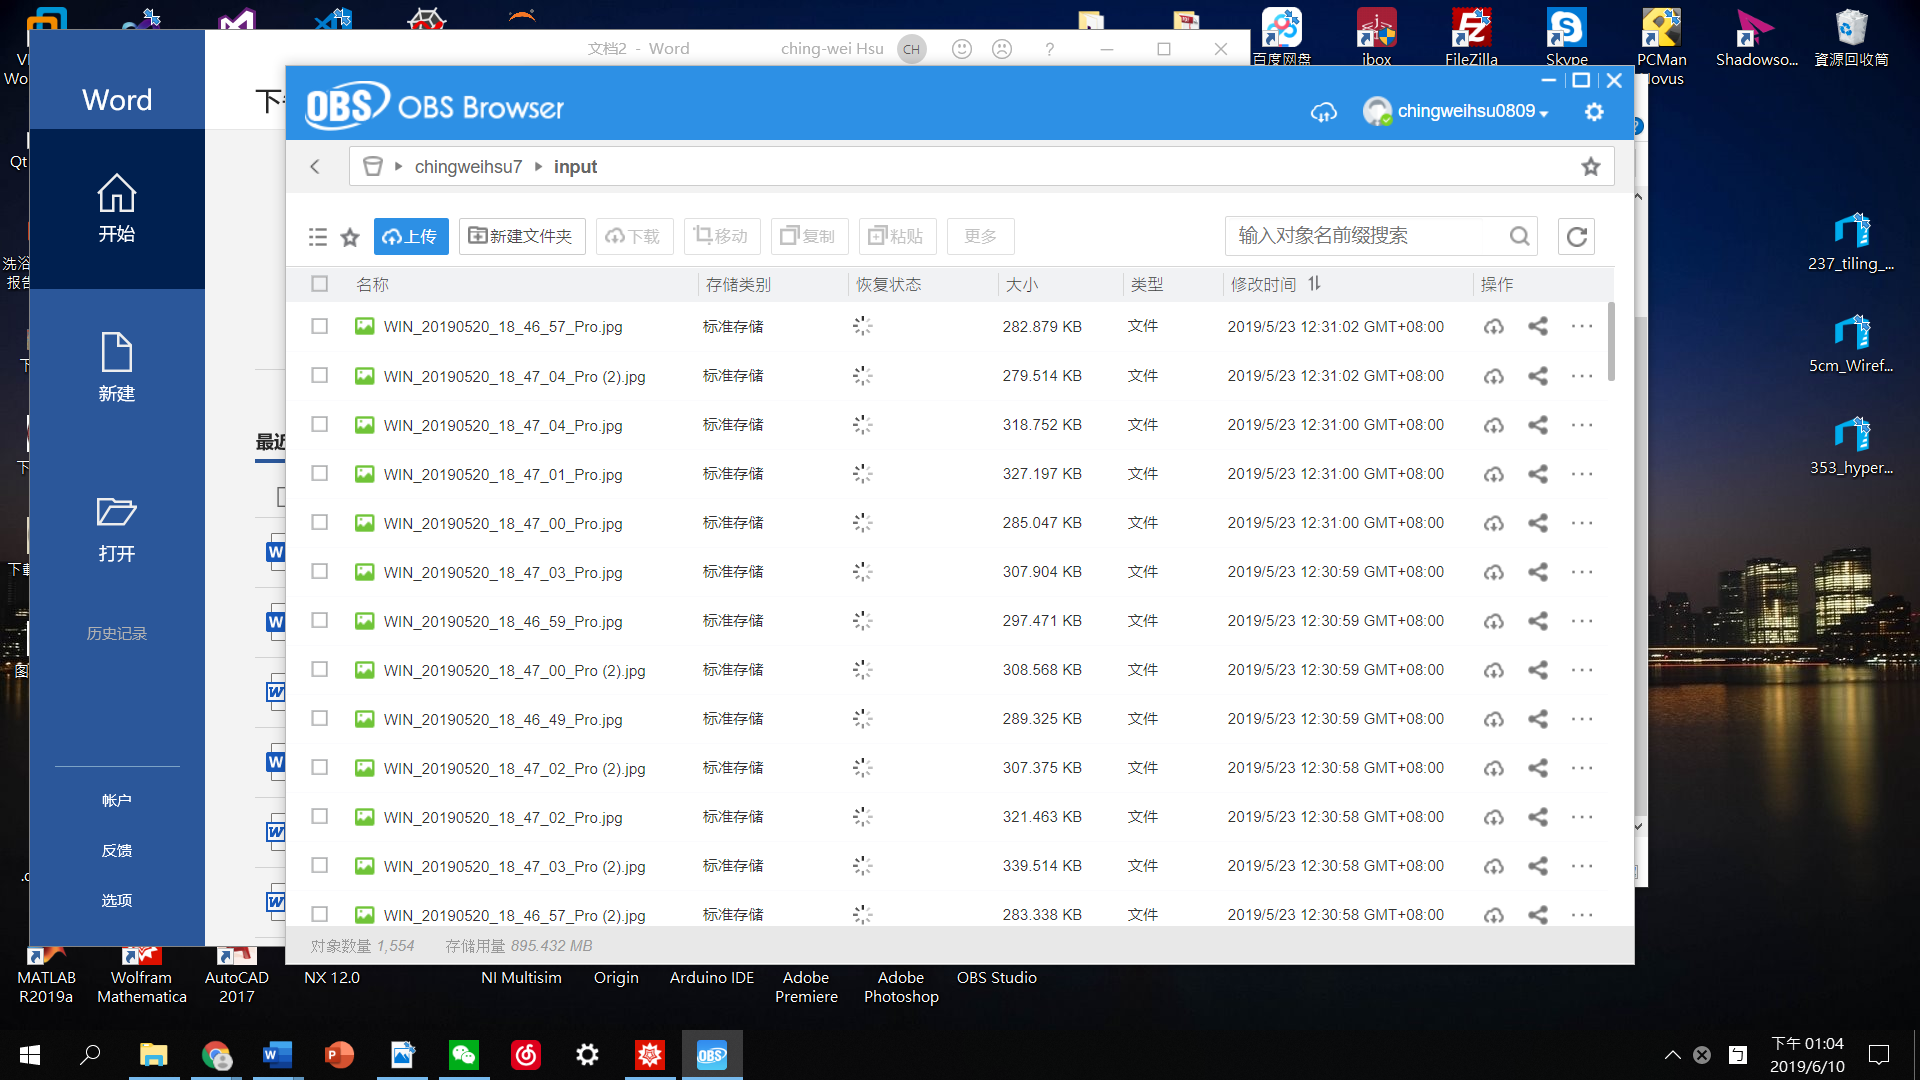 文档2 - Word
ching-wei Hsu
CH
?
Word
开始
新建
打开
历史记录
帐户
反馈
选项
最近
OBS
OBS Browser
chingweihsu0809
chingweihsu7
input
上传
新建文件夹
下载
移动
复制
粘贴
更多
输入对象名前缀搜索
名称 存储类别 恢复状态 大小 类型 修改时间 操作
WIN_20190520_18_46_57_Pro.jpg 标准存储 282.879 KB 文件 2019/5/23 12:31:02 GMT+08:00
WIN_20190520_18_47_04_Pro (2).jpg 标准存储 279.514 KB 文件 2019/5/23 12:31:02 GMT+08:00
WIN_20190520_18_47_04_Pro.jpg 标准存储 318.752 KB 文件 2019/5/23 12:31:00 GMT+08:00
WIN_20190520_18_47_01_Pro.jpg 标准存储 327.197 KB 文件 2019/5/23 12:31:00 GMT+08:00
WIN_20190520_18_47_00_Pro.jpg 标准存储 285.047 KB 文件 2019/5/23 12:31:00 GMT+08:00
WIN_20190520_18_47_03_Pro.jpg 标准存储 307.904 KB 文件 2019/5/23 12:30:59 GMT+08:00
WIN_20190520_18_46_59_Pro.jpg 标准存储 297.471 KB 文件 2019/5/23 12:30:59 GMT+08:00
WIN_20190520_18_47_00_Pro (2).jpg 标准存储 308.568 KB 文件 2019/5/23 12:30:59 GMT+08:00
WIN_20190520_18_46_49_Pro.jpg 标准存储 289.325 KB 文件 2019/5/23 12:30:59 GMT+08:00
WIN_20190520_18_47_02_Pro (2).jpg 标准存储 307.375 KB 文件 2019/5/23 12:30:58 GMT+08:00
WIN_20190520_18_47_02_Pro.jpg 标准存储 321.463 KB 文件 2019/5/23 12:30:58 GMT+08:00
WIN_20190520_18_47_03_Pro (2).jpg 标准存储 339.514 KB 文件 2019/5/23 12:30:58 GMT+08:00
WIN_20190520_18_46_57_Pro (2).jpg 标准存储 283.338 KB 文件 2019/5/23 12:30:58 GMT+08:00
对象数量 1,554 存储用量 895.432 MB
百度网盘
ibox
FileZilla
Skype
PCMan
Novus
Shadowso...
資源回收筒
237_tiling_...
5cm_Wiref...
353_hyper...
MATLAB
R2019a
Wolfram
Mathematica
AutoCAD
2017
NX 12.0
NI Multisim
Origin
Arduino IDE
Adobe
Premiere
Adobe
Photoshop
OBS Studio
下午 01:04
2019/6/10